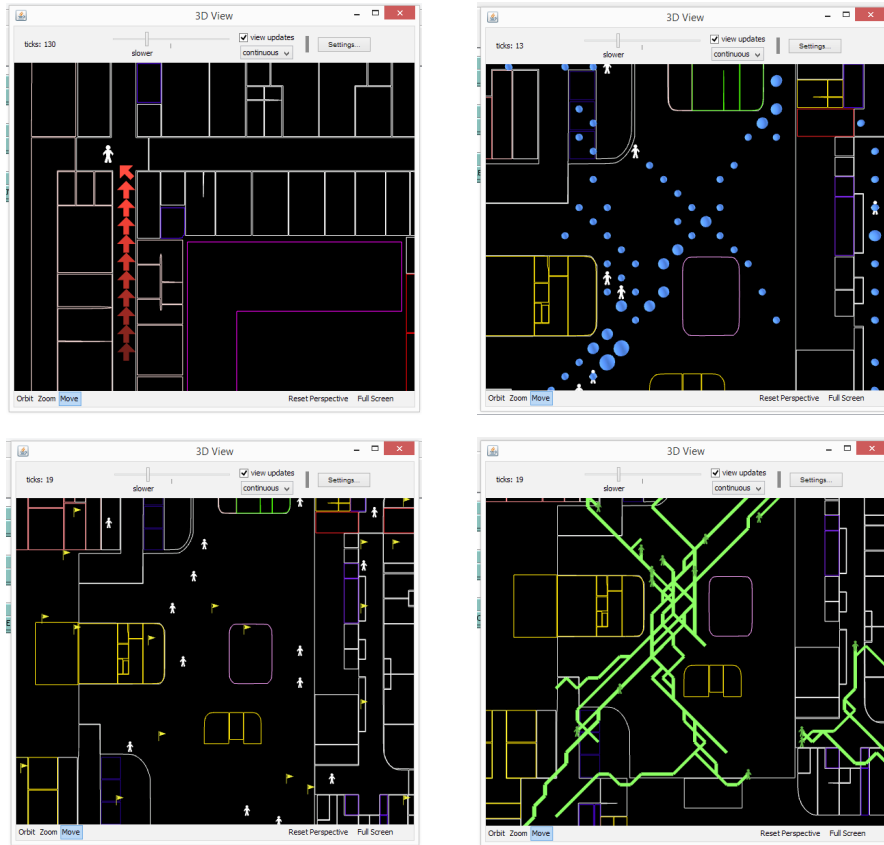 3D View
ticks: 130
slower
view updates
continuous
Settings...
Orbit Zoom Move
Reset Perspective Full Screen
3D View
ticks: 13
slower
view updates
continuous
Settings...
Orbit Zoom Move
Reset Perspective Full Screen
3D View
ticks: 19
slower
view updates
continuous
Settings...
Orbit Zoom Move
Reset Perspective Full Screen
3D View
ticks: 19
slower
view updates
continuous
Settings...
Orbit Zoom Move
Reset Perspective Full Screen